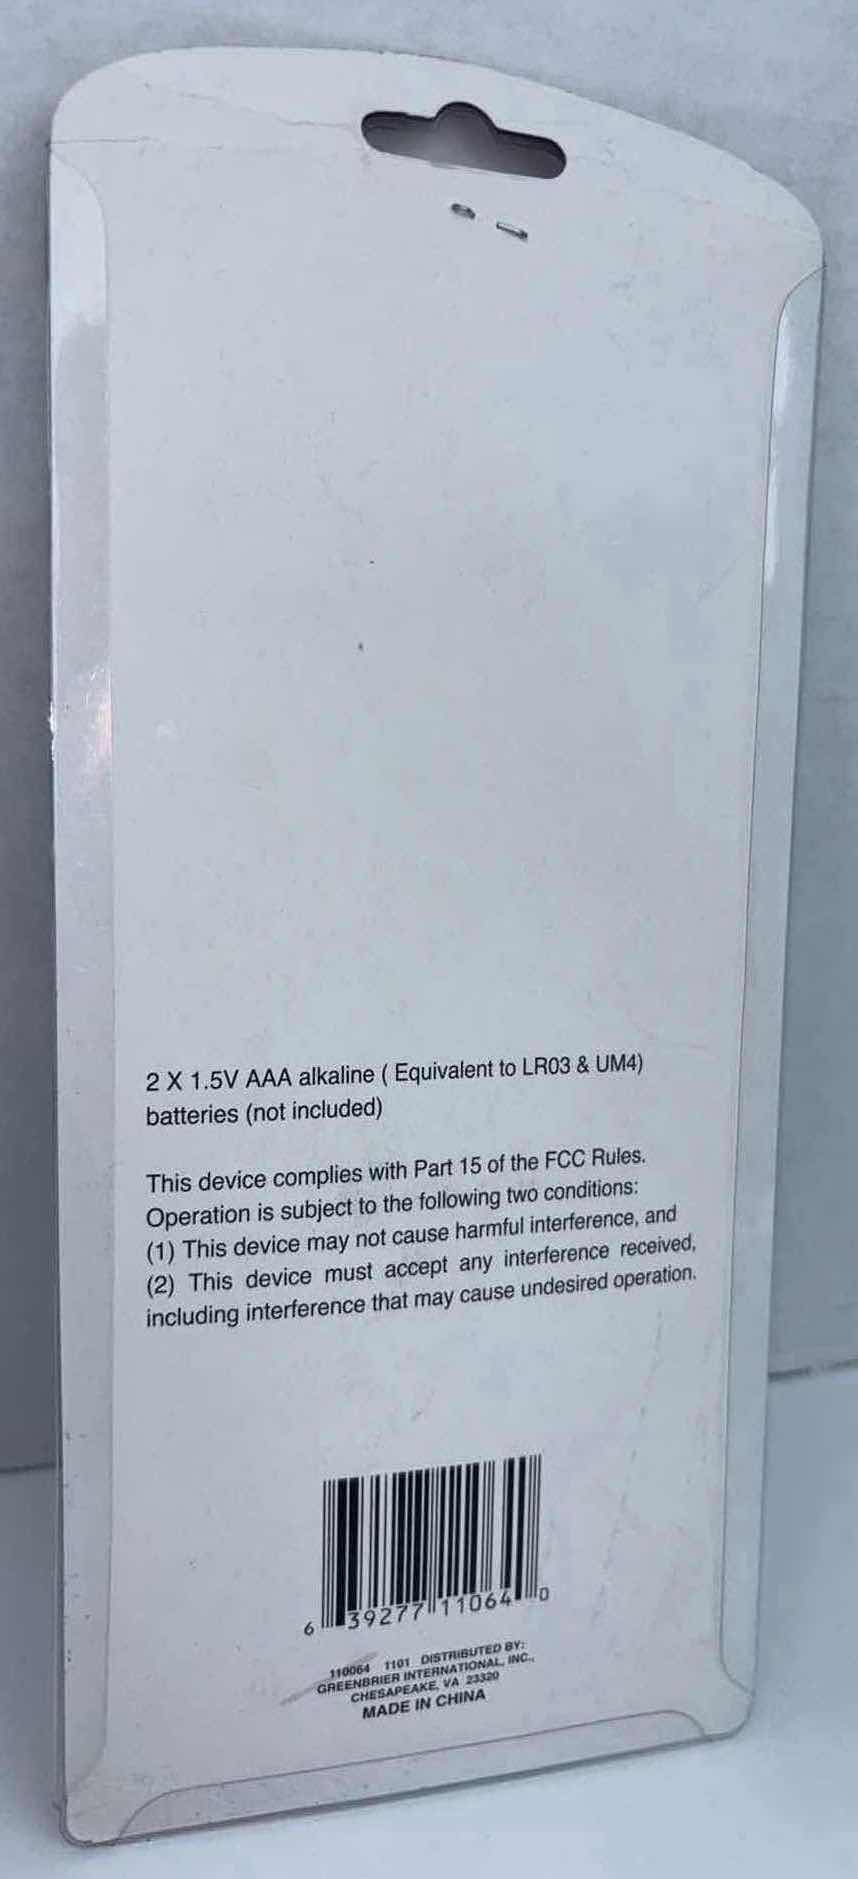 2 X 1.5V AAA alkaline ( Equivalent to LR03 & UM4)
batteries (not included)
This device complies with Part 15 of the FCC Rules.
Operation is subject to the following two conditions:
(1) This device may not cause harmful interference, and
(2) This device must accept any interference received,
including interference that may cause undesired operation.
6 39277 11064 0
110064 1101 DISTRIBUTED BY:
GREENBRIER INTERNATIONAL, INC.,
CHESAPEAKE, VA 23320
MADE IN CHINA